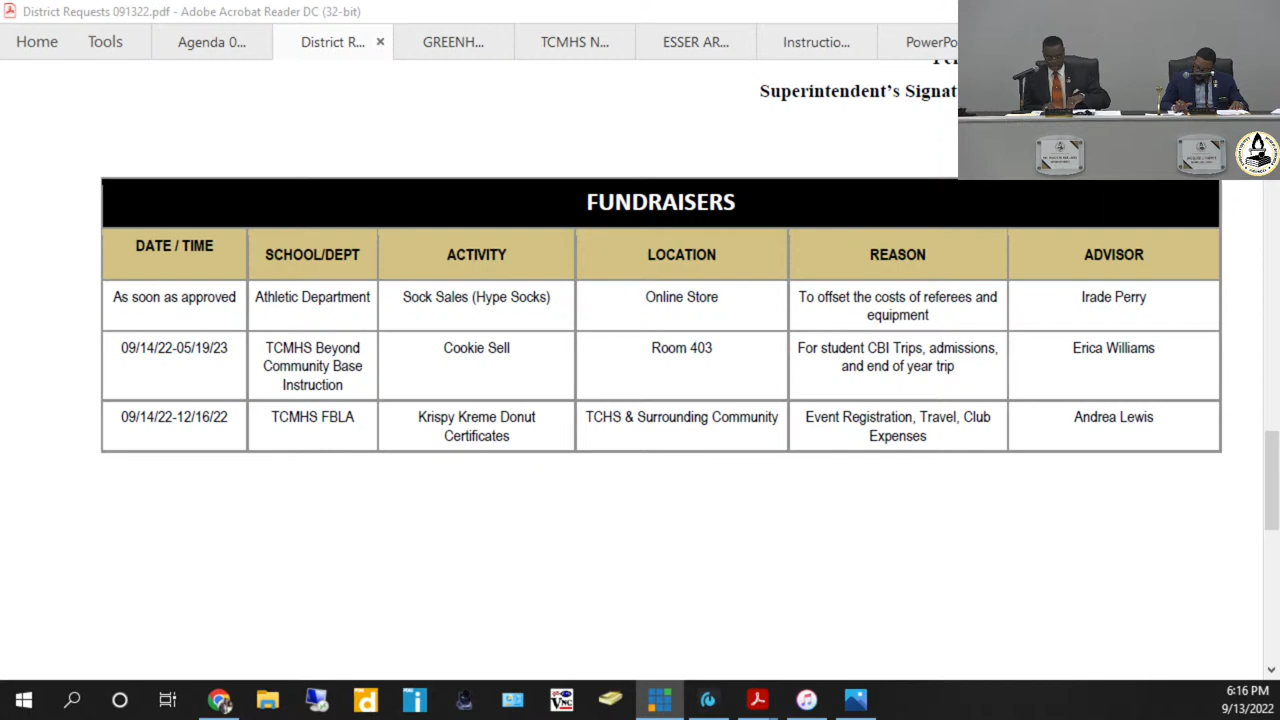 District Requests 091322.pdf - Adobe Acrobat Reader DC (32-bit)
Home Tools Agenda 0... District R... × GREENH... TCMHS N... ESSER AR... Instructio... PowerPo
Superintendent's Signat
FUNDRAISERS
DATE / TIME SCHOOL/DEPT ACTIVITY LOCATION REASON ADVISOR
As soon as approved Athletic Department Sock Sales (Hype Socks) Online Store To offset the costs of referees and Irade Perry
equipment
09/14/22-05/19/23 TCMHS Beyond Cookie Sell Room 403 For student CBI Trips, admissions, Erica Williams
Community Base and end of year trip
Instruction
09/14/22-12/16/22 TCMHS FBLA Krispy Kreme Donut TCHS & Surrounding Community Event Registration, Travel, Club Andrea Lewis
Certificates Expenses
6:16 PM
9/13/2022